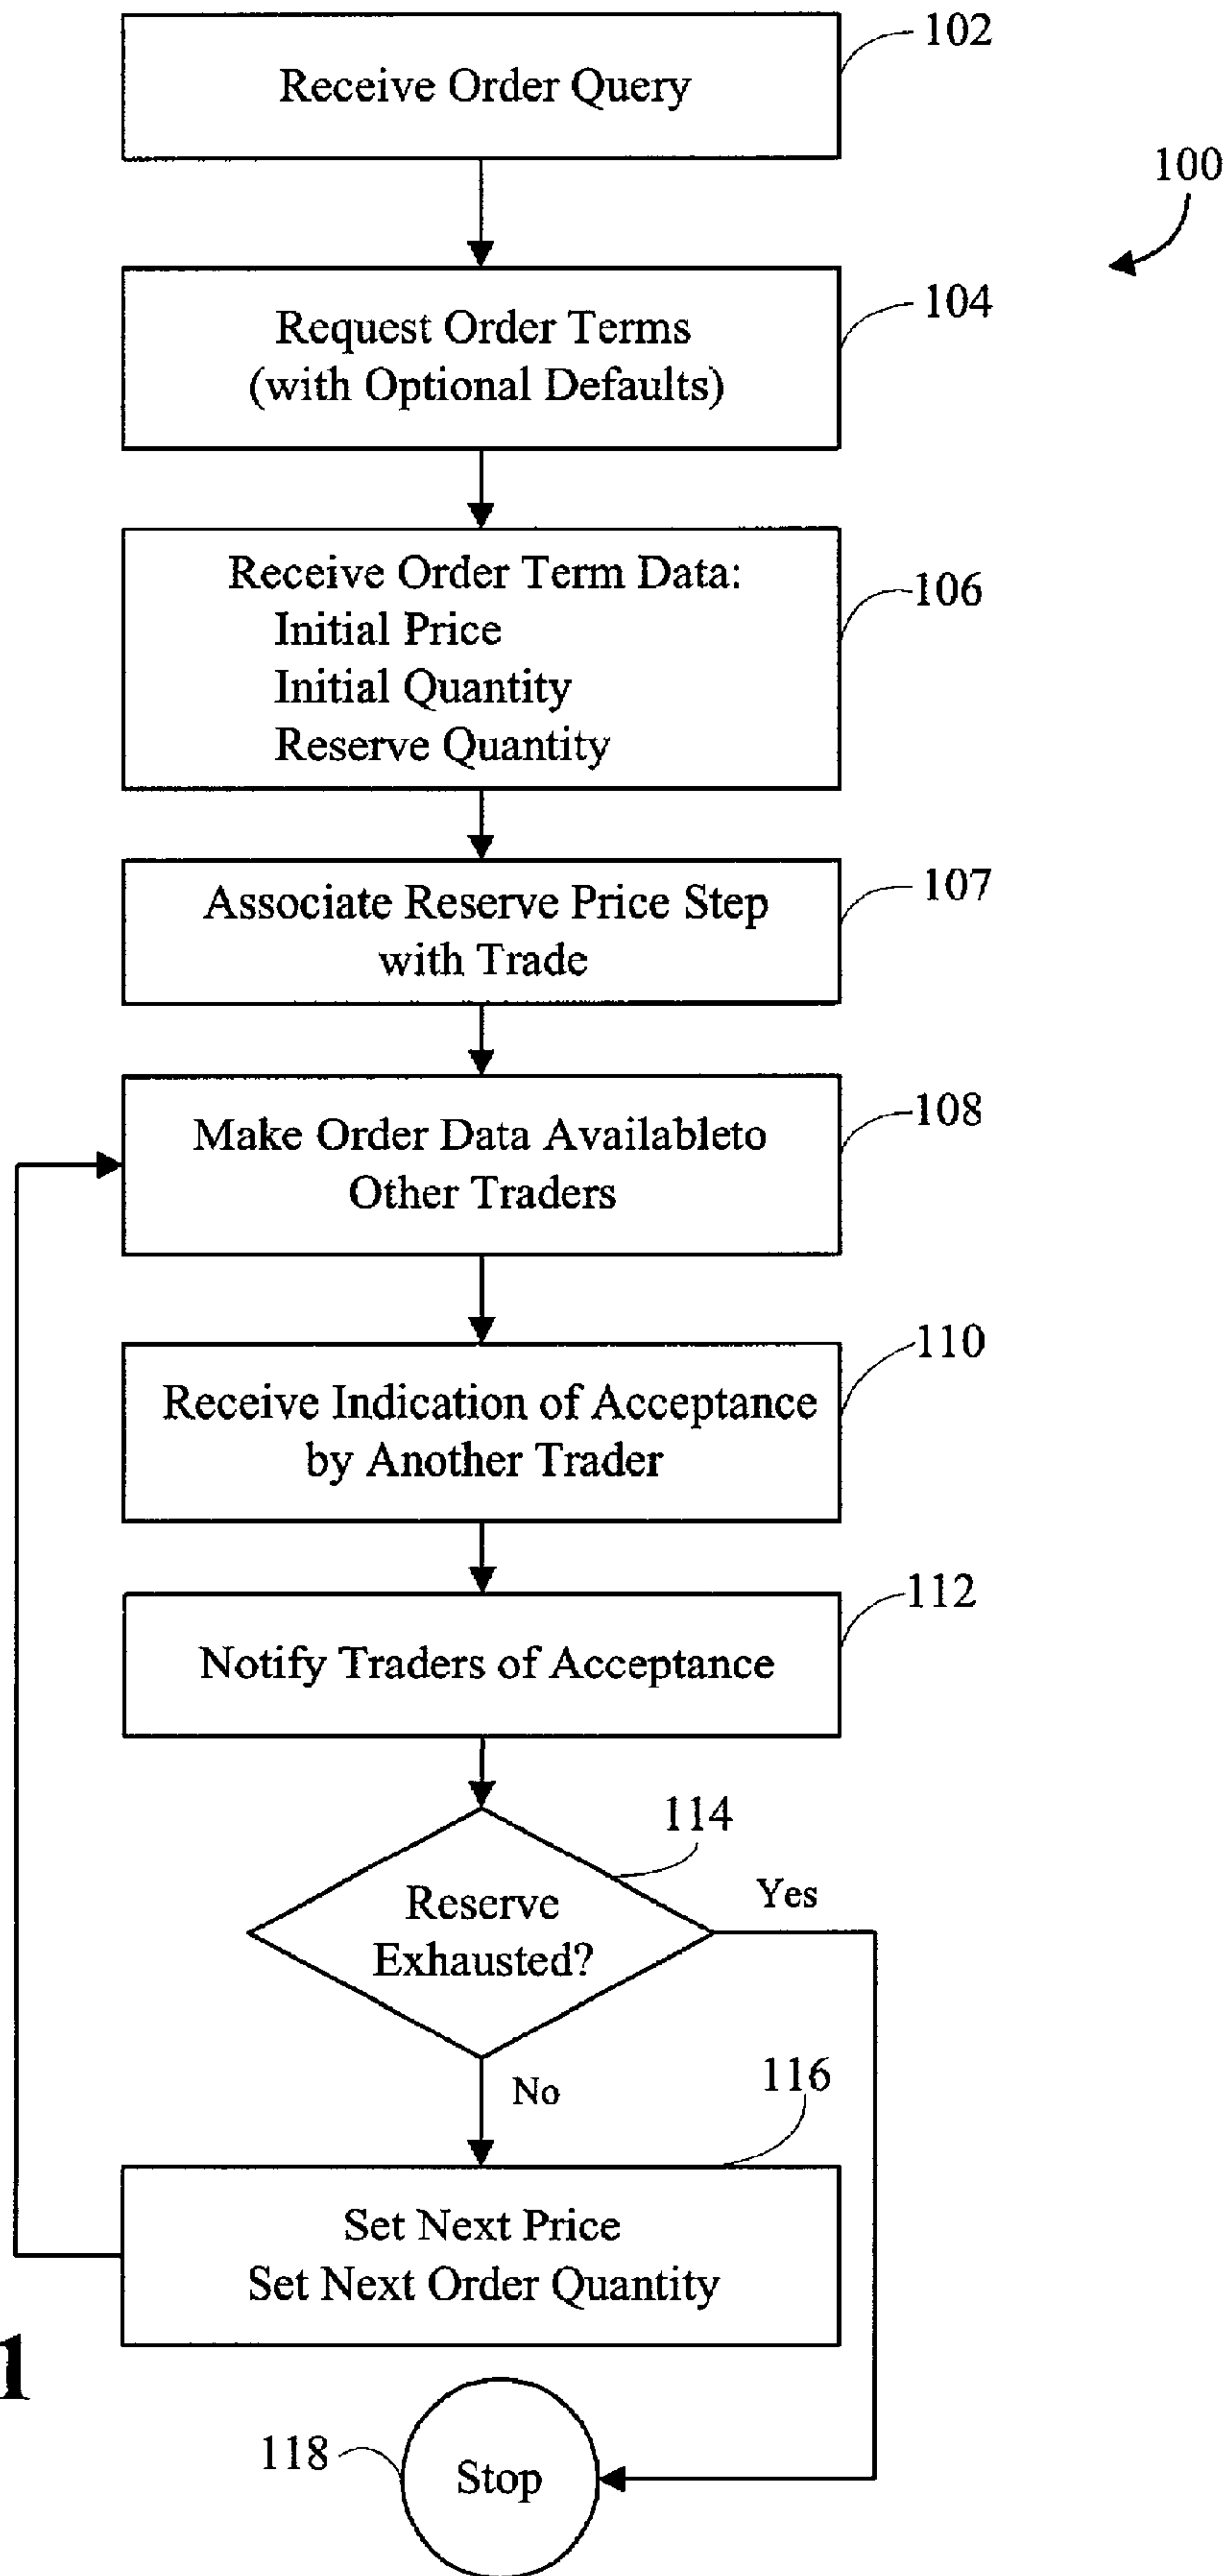 Receive Order Query
102
100
Request Order Terms
(with Optional Defaults)
104
Receive Order Term Data:
Initial Price
Initial Quantity
Reserve Quantity
106
Associate Reserve Price Step
with Trade
107
Make Order Data Availableto
Other Traders
108
Receive Indication of Acceptance
by Another Trader
110
Notify Traders of Acceptance
112
114
Reserve
Exhausted?
Yes
No
116
Set Next Price
Set Next Order Quantity
1
118
Stop